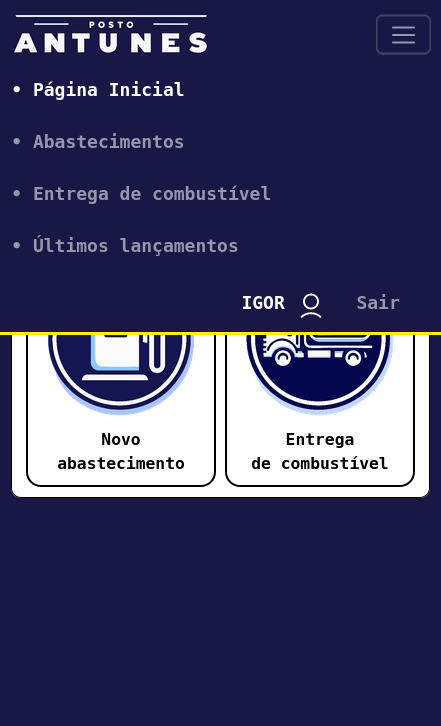 POSTO
ANTUNES
• Página Inicial
• Abastecimentos
• Entrega de combustível
• Últimos lançamentos
IGOR Sair
Novo
abastecimento
Entrega
de combustível